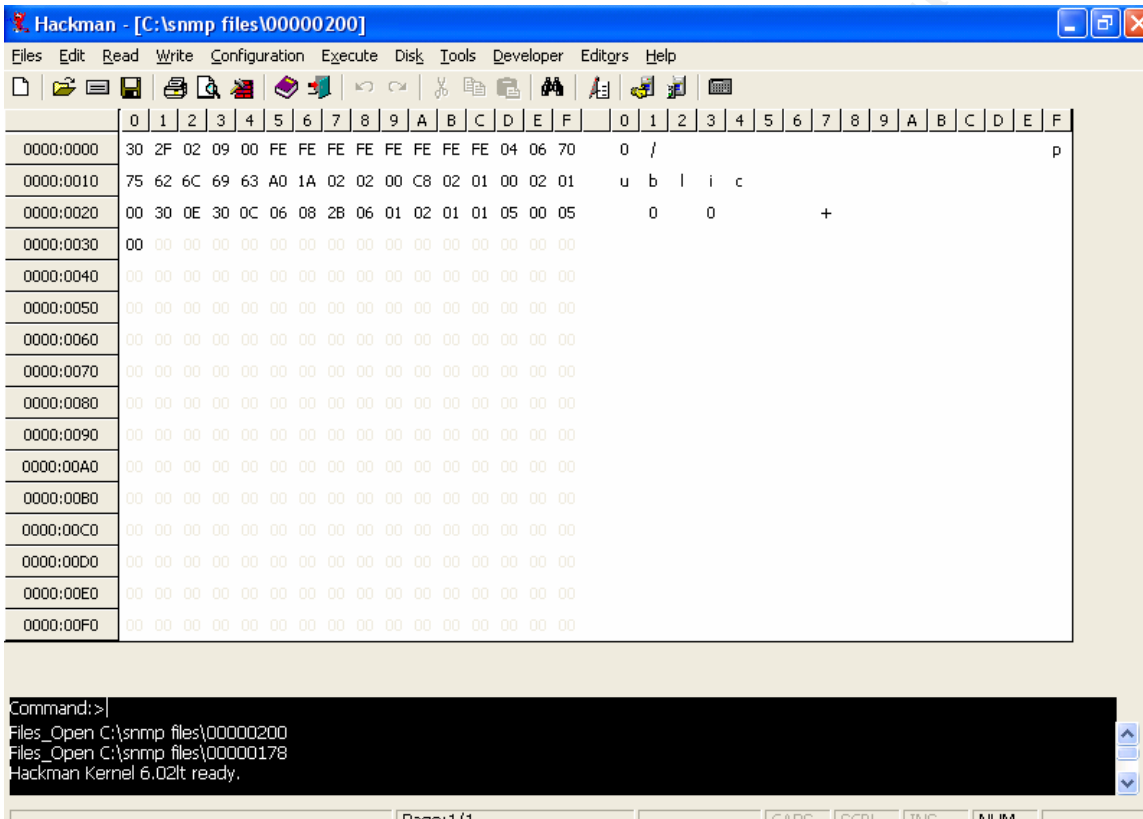 Hackman - [C:\snmp files\00000200]
Files Edit Read Write Configuration Execute Disk Tools Developer Editors Help
0 1 2 3 4 5 6 7 8 9 A B C D E F 0 1 2 3 4 5 6 7 8 9 A B C D E F
0000:0000 30 2F 02 09 00 FE FE FE FE FE FE FE FE 04 06 70 0 / p
0000:0010 75 62 6C 69 63 A0 1A 02 02 00 C8 02 01 00 02 01 u b l i c
0000:0020 00 30 0E 30 0C 06 08 2B 06 01 02 01 01 05 00 05 0 0 +
0000:0030 00 00 00 00 00 00 00 00 00 00 00 00 00 00 00 00
0000:0040 00 00 00 00 00 00 00 00 00 00 00 00 00 00 00 00
0000:0050 00 00 00 00 00 00 00 00 00 00 00 00 00 00 00 00
0000:0060 00 00 00 00 00 00 00 00 00 00 00 00 00 00 00 00
0000:0070 00 00 00 00 00 00 00 00 00 00 00 00 00 00 00 00
0000:0080 00 00 00 00 00 00 00 00 00 00 00 00 00 00 00 00
0000:0090 00 00 00 00 00 00 00 00 00 00 00 00 00 00 00 00
0000:00A0 00 00 00 00 00 00 00 00 00 00 00 00 00 00 00 00
0000:00B0 00 00 00 00 00 00 00 00 00 00 00 00 00 00 00 00
0000:00C0 00 00 00 00 00 00 00 00 00 00 00 00 00 00 00 00
0000:00D0 00 00 00 00 00 00 00 00 00 00 00 00 00 00 00 00
0000:00E0 00 00 00 00 00 00 00 00 00 00 00 00 00 00 00 00
0000:00F0 00 00 00 00 00 00 00 00 00 00 00 00 00 00 00 00
Command:>
Files_Open C:\snmp files\00000200
Files_Open C:\snmp files\00000178
Hackman Kernel 6.02lt ready.
Page:1/1 CAPS SCRL INS NUM